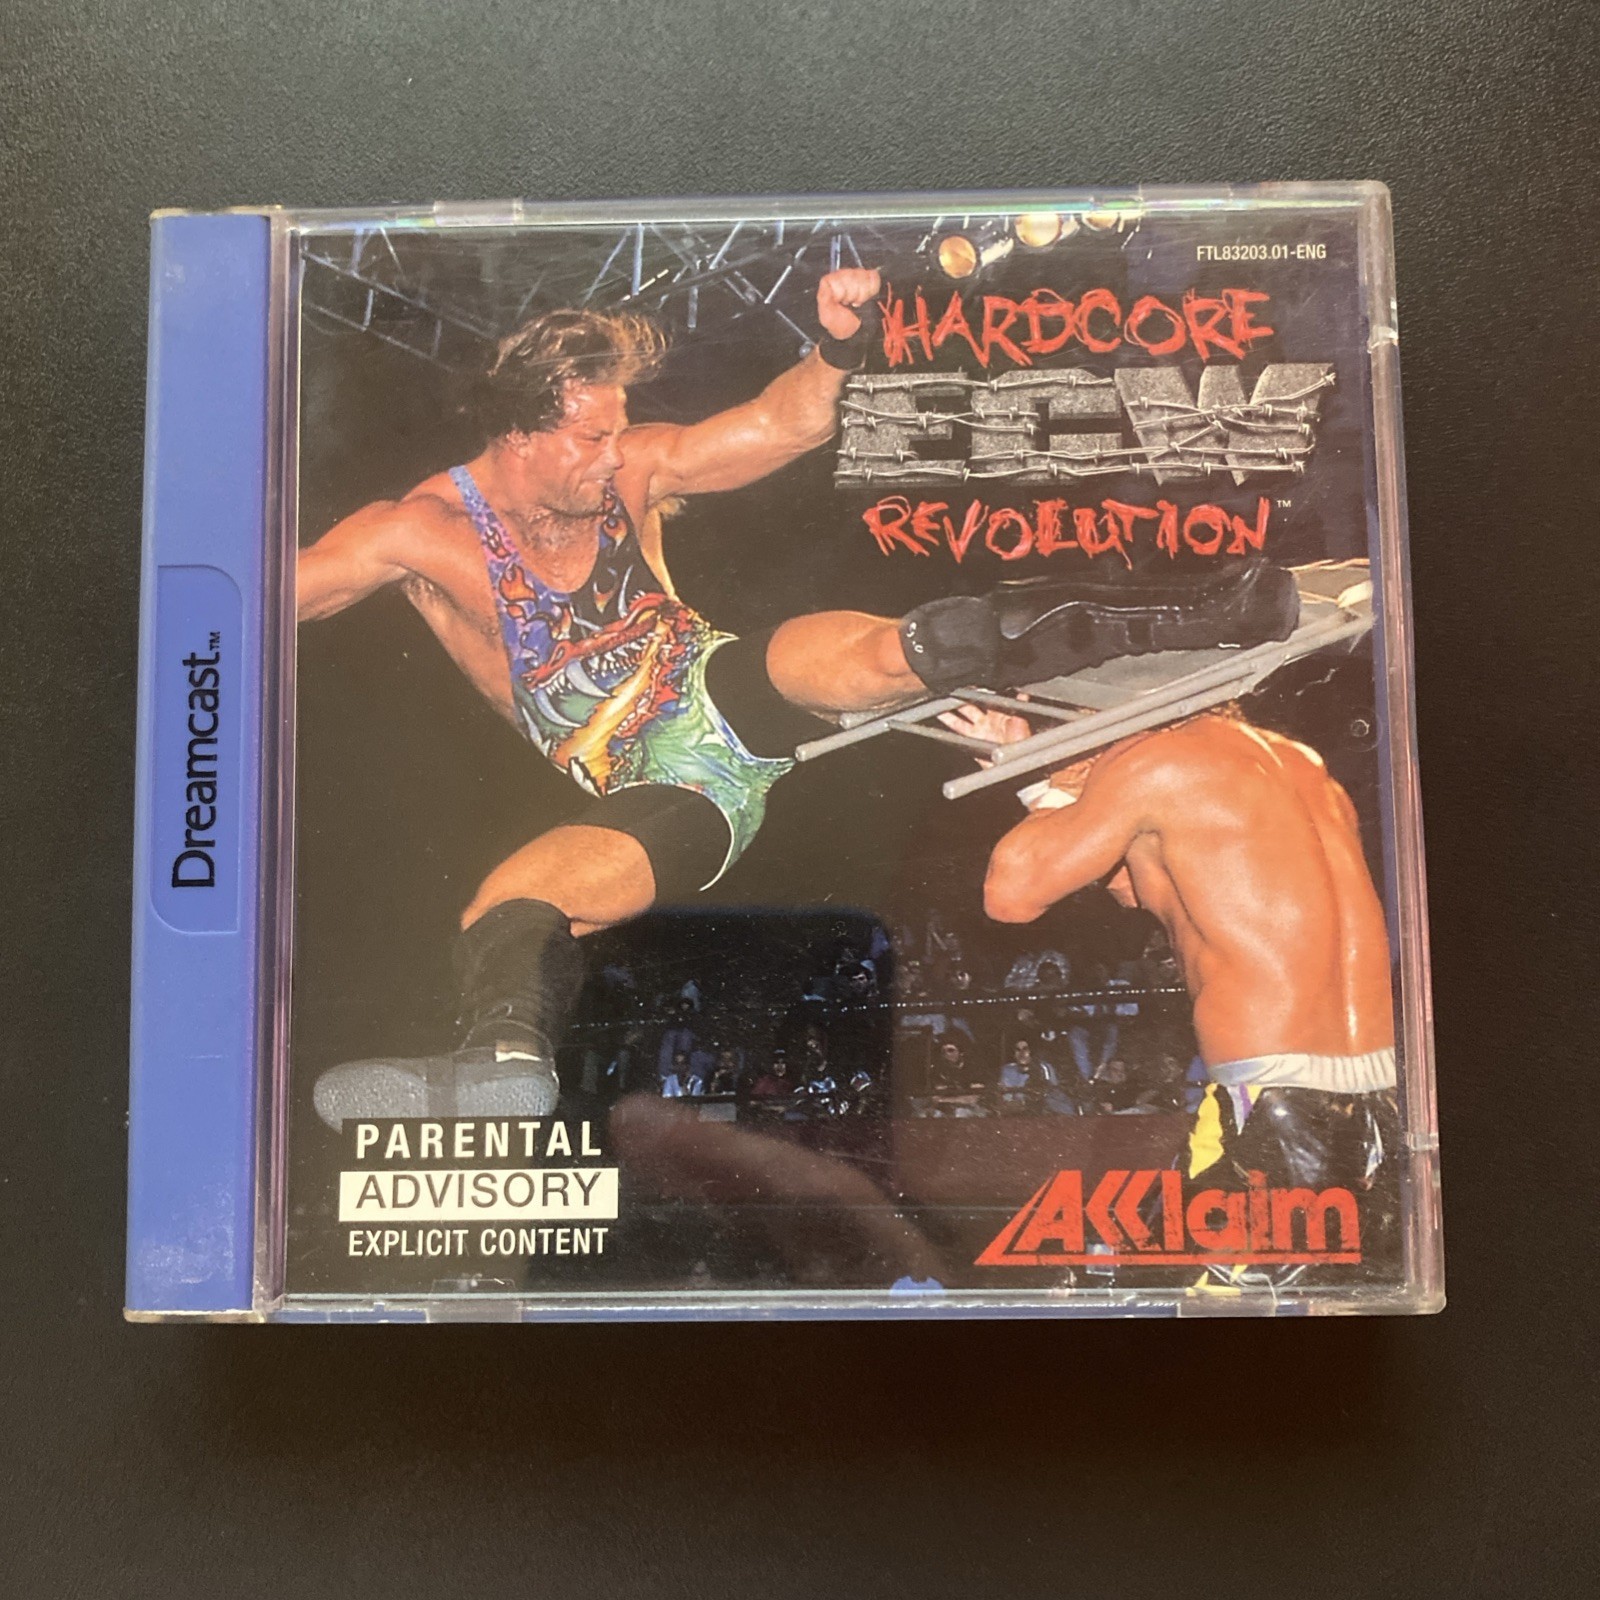 FTL83203.01-ENG
HARDCORE
ECW
REVOLUTION™
Dreamcast™
PARENTAL
ADVISORY
EXPLICIT CONTENT
Acclaim